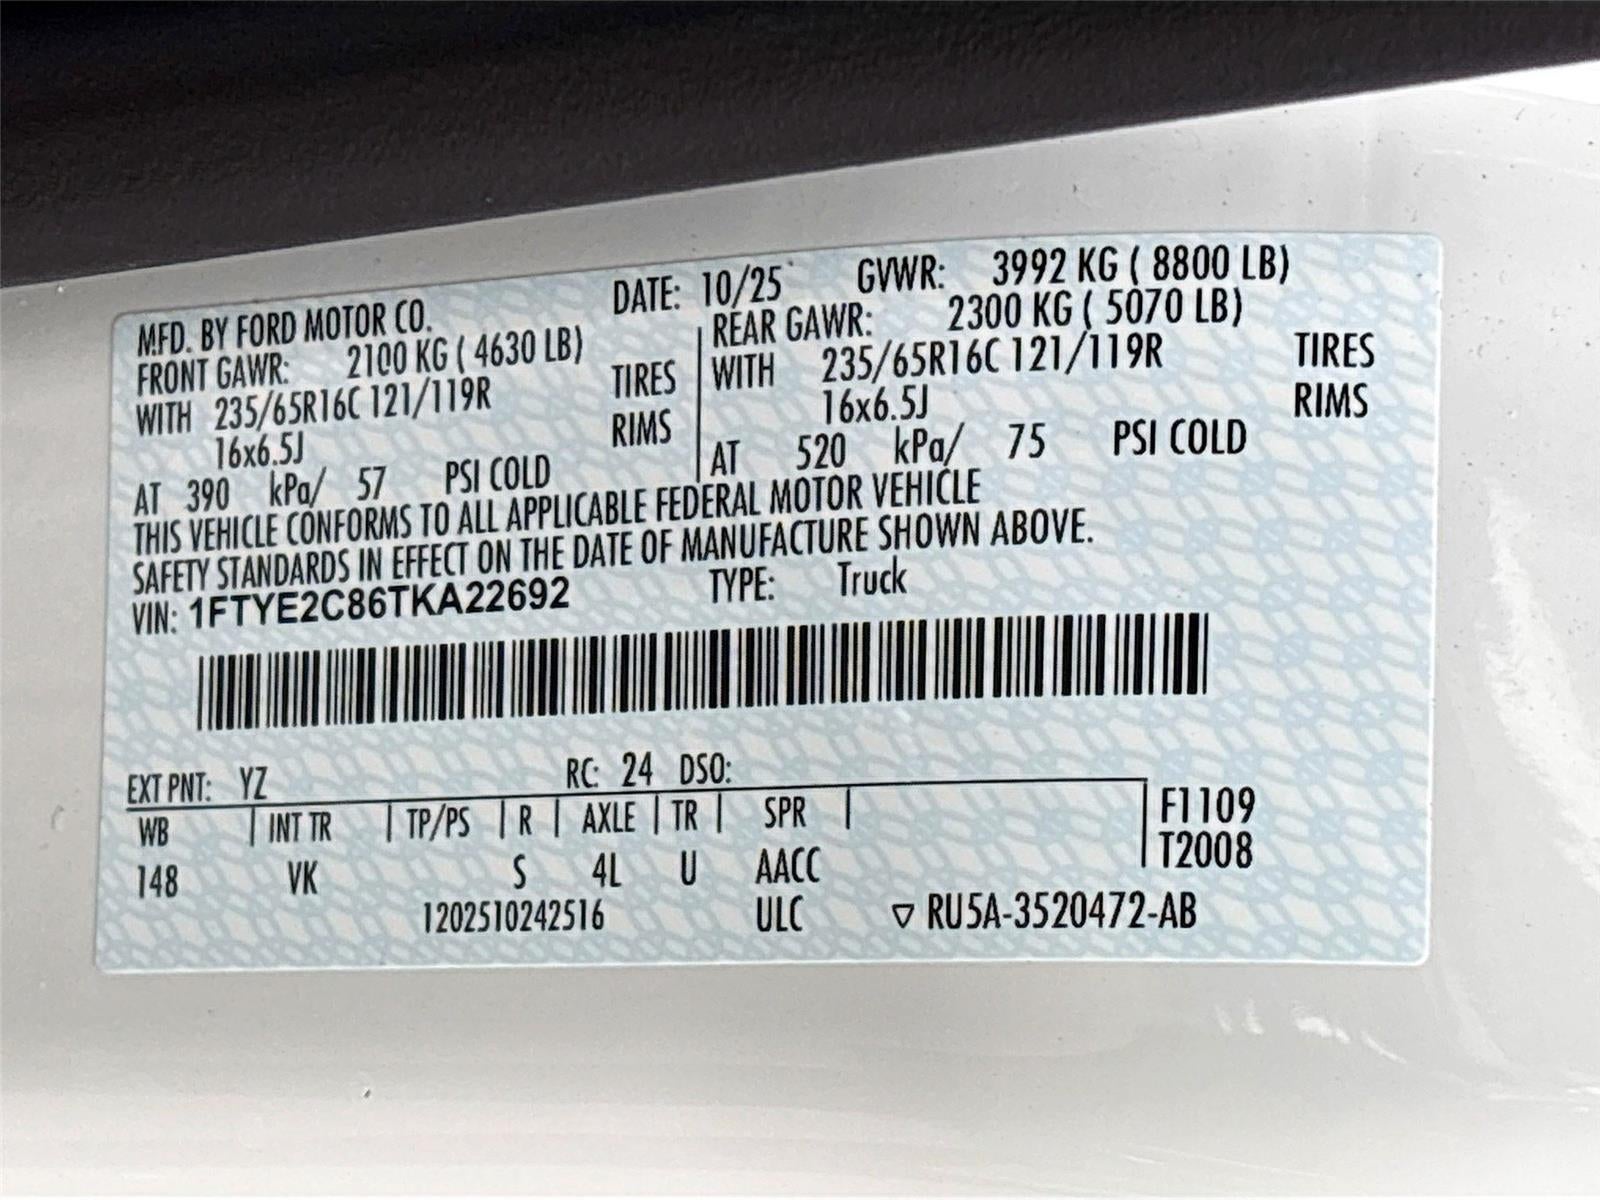 MFD. BY FORD MOTOR CO. DATE: 10/25 GVWR: 3992 KG ( 8800 LB)
FRONT GAWR: 2100 KG ( 4630 LB) REAR GAWR: 2300 KG ( 5070 LB)
WITH 235/65R16C 121/119R TIRES WITH 235/65R16C 121/119R TIRES
16x6.5J RIMS 16x6.5J RIMS
AT 390 kPa/ 57 PSI COLD AT 520 kPa/ 75 PSI COLD
THIS VEHICLE CONFORMS TO ALL APPLICABLE FEDERAL MOTOR VEHICLE
SAFETY STANDARDS IN EFFECT ON THE DATE OF MANUFACTURE SHOWN ABOVE.
VIN: 1FTYE2C86TKA22692 TYPE: Truck
EXT PNT: YZ RC: 24 DSO:
WB | INT TR | TP/PS | R | AXLE | TR | SPR | F1109
148 VK S 4L U AACC T2008
1202510242516 ULC ▽ RU5A-3520472-AB